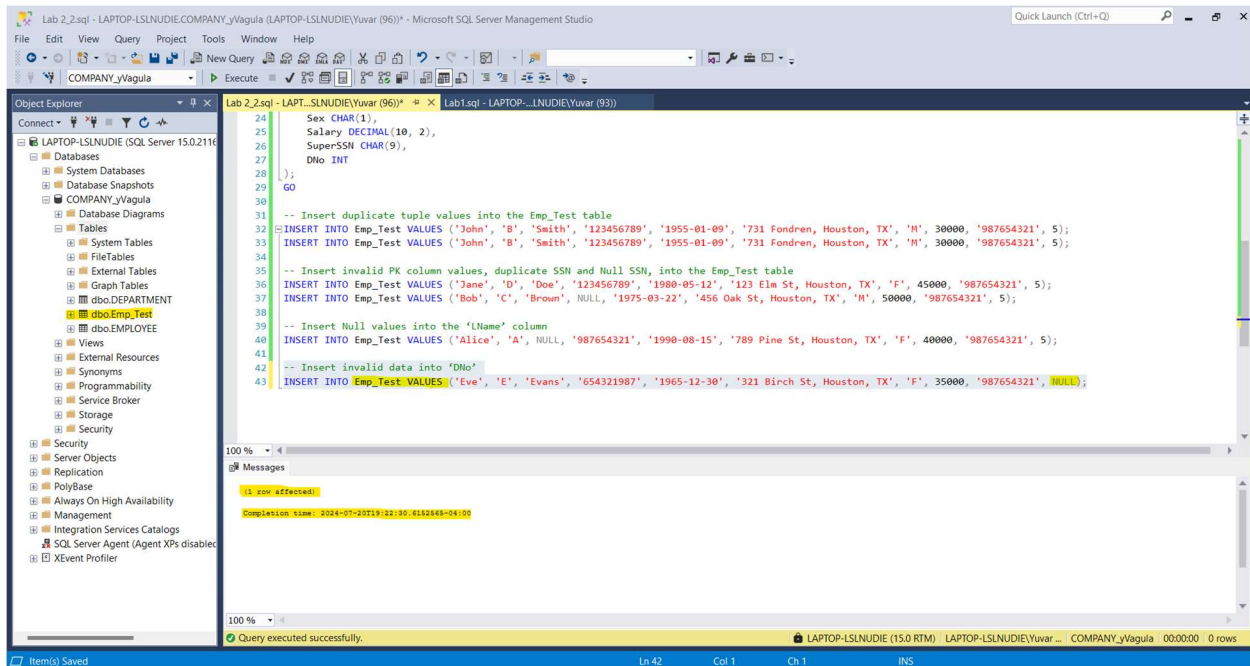 Lab 2_2.sql - LAPTOP-LSLNUDIE.COMPANY_yVagula (LAPTOP-LSLNUDIE\Yuvar (96))* - Microsoft SQL Server Management Studio
Quick Launch (Ctrl+Q)
File Edit View Query Project Tools Window Help
New Query
COMPANY_yVagula
Execute
Object Explorer
Connect
LAPTOP-LSLNUDIE (SQL Server 15.0.2116
Databases
System Databases
Database Snapshots
COMPANY_yVagula
Database Diagrams
Tables
System Tables
FileTables
External Tables
Graph Tables
dbo.DEPARTMENT
dbo.Emp_Test
dbo.EMPLOYEE
Views
External Resources
Synonyms
Programmability
Service Broker
Storage
Security
Security
Server Objects
Replication
PolyBase
Always On High Availability
Management
Integration Services Catalogs
SQL Server Agent (Agent XPs disabled
XEvent Profiler
Lab 2_2.sql - LAPT...SLNUDIE\Yuvar (96))* Lab1.sql - LAPTOP-...LNUDIE\Yuvar (93))
24 Sex CHAR(1),
25 Salary DECIMAL(10, 2),
26 SuperSSN CHAR(9),
27 DNo INT
28 );
29 GO
30
31 -- Insert duplicate tuple values into the Emp_Test table
32 INSERT INTO Emp_Test VALUES ('John', 'B', 'Smith', '123456789', '1955-01-09', '731 Fondren, Houston, TX', 'M', 30000, '987654321', 5);
33 INSERT INTO Emp_Test VALUES ('John', 'B', 'Smith', '123456789', '1955-01-09', '731 Fondren, Houston, TX', 'M', 30000, '987654321', 5);
34
35 -- Insert invalid PK column values, duplicate SSN and Null SSN, into the Emp_Test table
36 INSERT INTO Emp_Test VALUES ('Jane', 'D', 'Doe', '123456789', '1980-05-12', '123 Elm St, Houston, TX', 'F', 45000, '987654321', 5);
37 INSERT INTO Emp_Test VALUES ('Bob', 'C', 'Brown', NULL, '1975-03-22', '456 Oak St, Houston, TX', 'M', 50000, '987654321', 5);
38
39 -- Insert Null values into the ‘LName’ column
40 INSERT INTO Emp_Test VALUES ('Alice', 'A', NULL, '987654321', '1990-08-15', '789 Pine St, Houston, TX', 'F', 40000, '987654321', 5);
41
42 -- Insert invalid data into ‘DNo’
43 INSERT INTO Emp_Test VALUES ('Eve', 'E', 'Evans', '654321987', '1965-12-30', '321 Birch St, Houston, TX', 'F', 35000, '987654321', NULL);
100 %
Messages
(1 row affected)
Completion time: 2024-07-20T19:22:30.6152565-04:00
100 %
Query executed successfully. LAPTOP-LSLNUDIE (15.0 RTM) LAPTOP-LSLNUDIE\Yuvar ... COMPANY_yVagula 00:00:00 0 rows
Item(s) Saved Ln 42 Col 1 Ch 1 INS